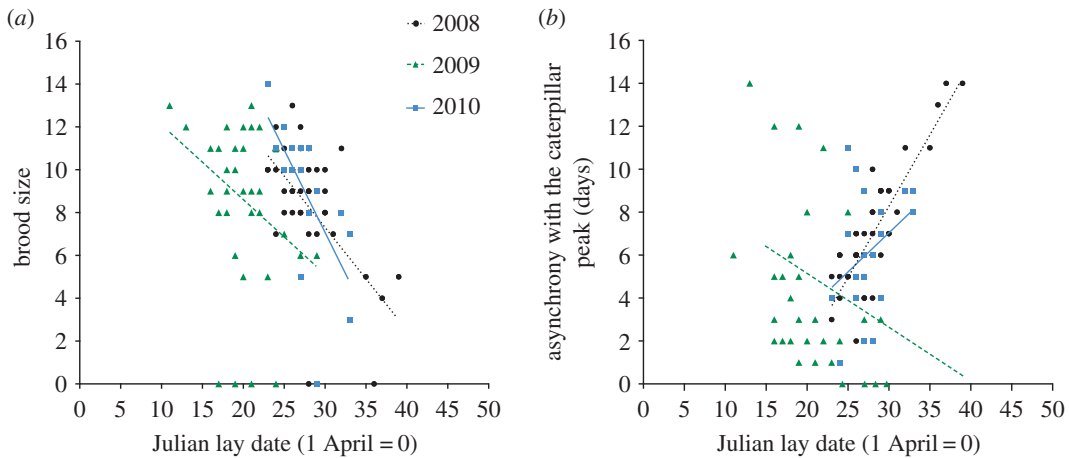 (a)
2008
2009
2010
16
14
12
10
8
6
4
2
0
brood size
0 5 10 15 20 25 30 35 40 45 50
Julian lay date (1 April = 0)
(b)
16
14
12
10
8
6
4
2
0
asynchrony with the caterpillar
peak (days)
0 5 10 15 20 25 30 35 40 45 50
Julian lay date (1 April = 0)